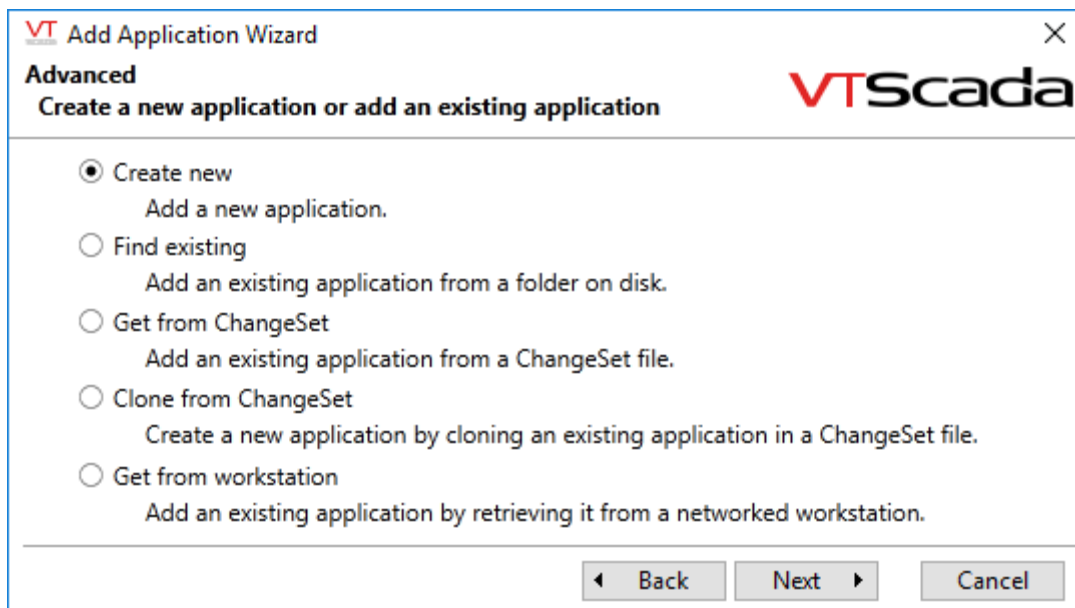 VT Add Application Wizard
Advanced
VTScada
Create a new application or add an existing application
Create new
Add a new application.
Find existing
Add an existing application from a folder on disk.
Get from ChangeSet
Add an existing application from a ChangeSet file.
Clone from ChangeSet
Create a new application by cloning an existing application in a ChangeSet file.
Get from workstation
Add an existing application by retrieving it from a networked workstation.
Back Next Cancel